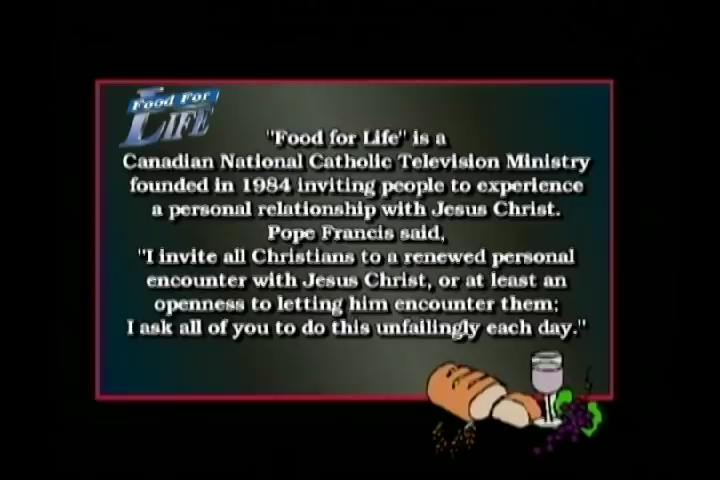 Food For
LIFE
"Food for Life" is a
Canadian National Catholic Television Ministry
founded in 1984 inviting people to experience
a personal relationship with Jesus Christ.
Pope Francis said,
"I invite all Christians to a renewed personal
encounter with Jesus Christ, or at least an
openness to letting him encounter them;
I ask all of you to do this unfailingly each day."